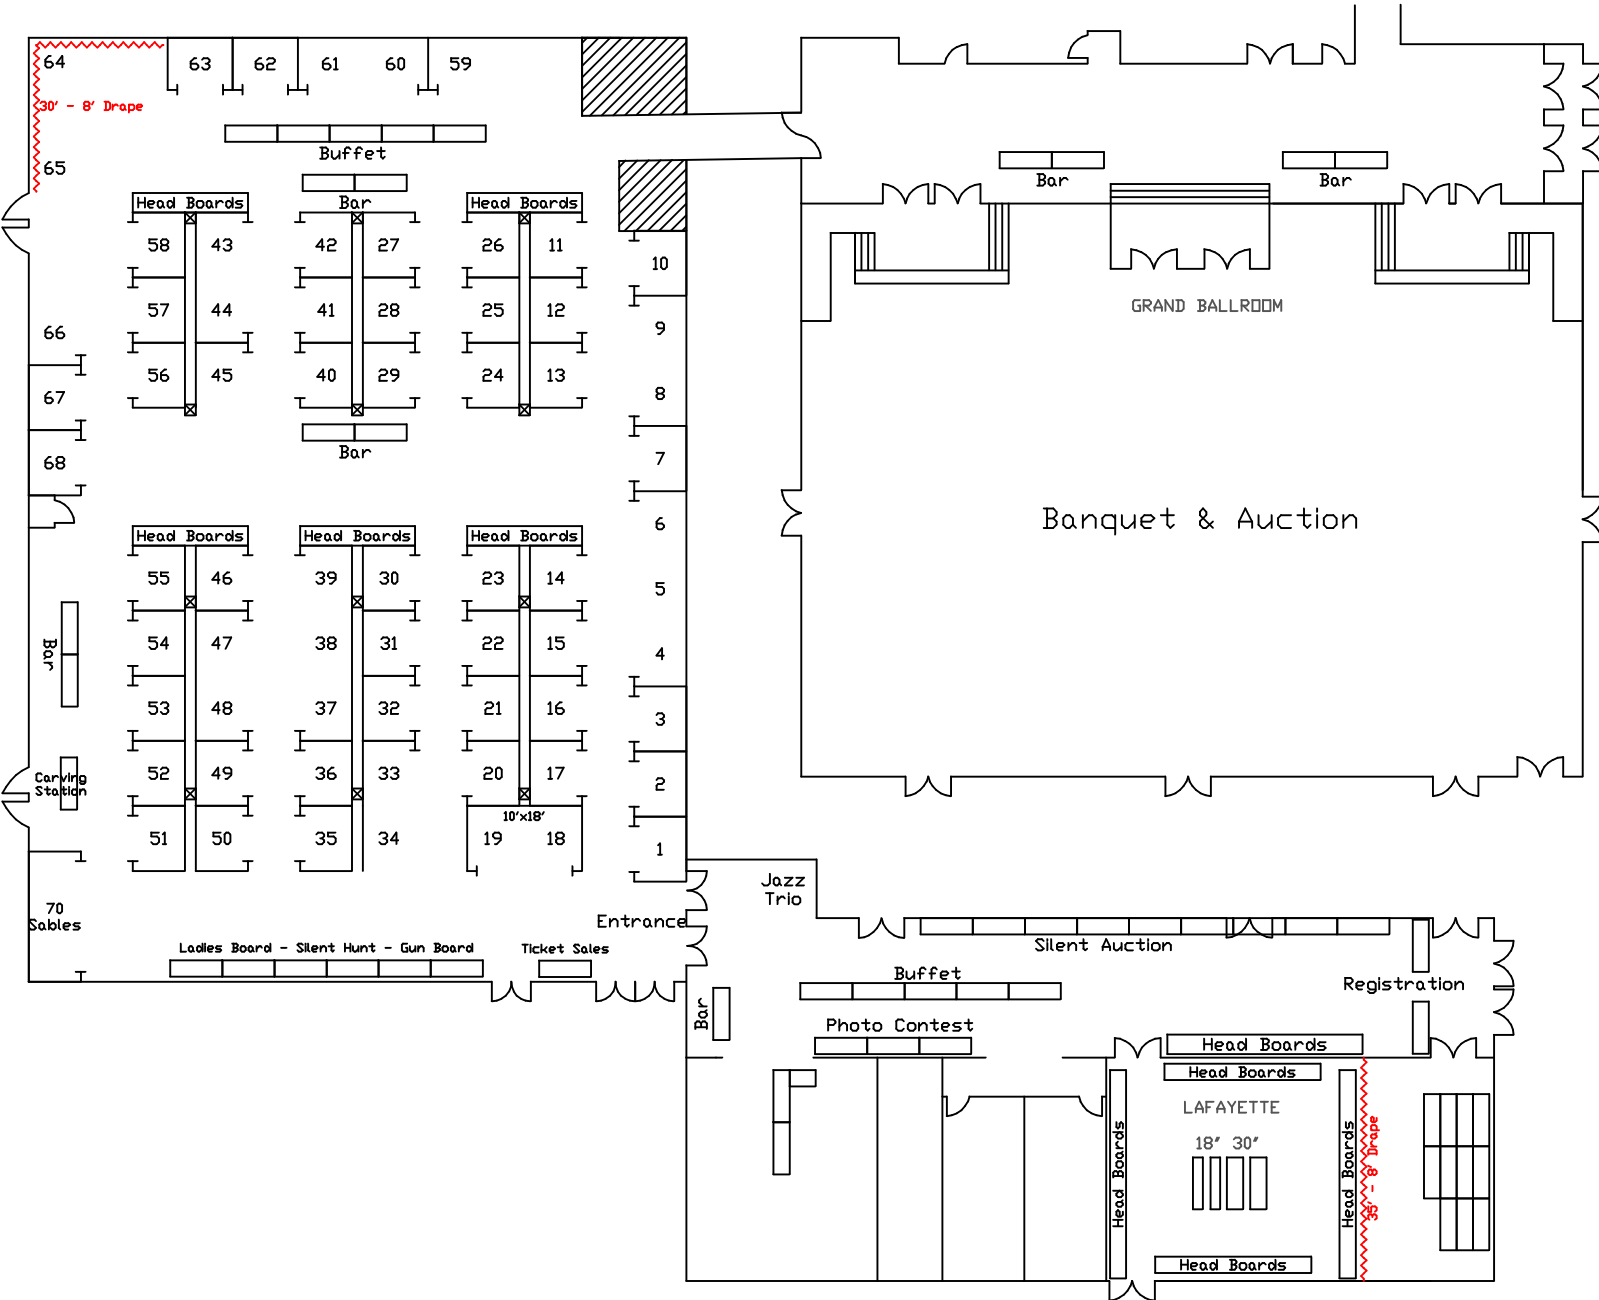 64
63
62
61
60
59
30' - 8' Drape
Buffet
65
Bar
Bar
Bar
Head Boards
Bar
Head Boards
58
43
42
27
26
11
10
GRAND BALLROOM
57
44
41
28
25
12
9
66
56
45
40
29
24
13
8
67
Bar
68
7
6
Banquet & Auction
Head Boards
Head Boards
Head Boards
55
46
39
30
23
14
5
Bar
54
47
38
31
22
15
4
53
48
37
32
21
16
3
Carving
Station
52
49
36
33
20
17
2
10'x18'
51
50
35
34
19
18
1
Jazz
Trio
70
Sables
Entrance
Ladies Board - Silent Hunt - Gun Board
Ticket Sales
Silent Auction
Buffet
Registration
Bar
Photo Contest
Head Boards
Head Boards
LAFAYETTE
18" 30"
Head Boards
Head Boards
35' - 8' Drape
Head Boards